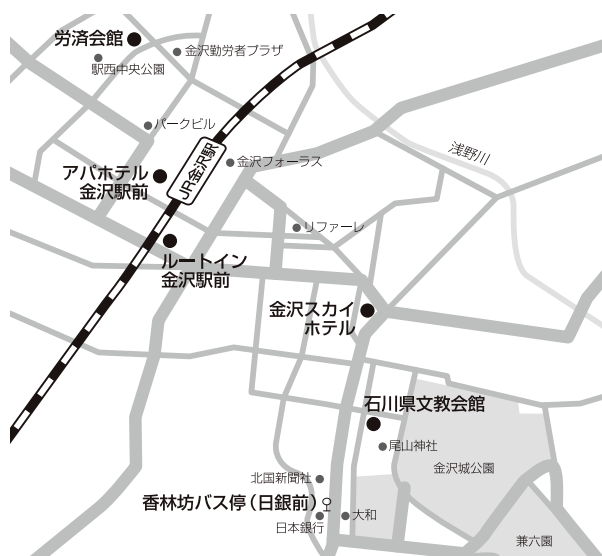 労済会館
金沢勤労者プラザ
駅西中央公園
パークビル
JR金沢駅
浅野川
金沢フォーラス
アパホテル
金沢駅前
リファーレ
ルートイン
金沢駅前
金沢スカイ
ホテル
石川県文教会館
尾山神社
金沢城公園
北国新聞社
香林坊バス停（日銀前）
大和
日本銀行
兼六園